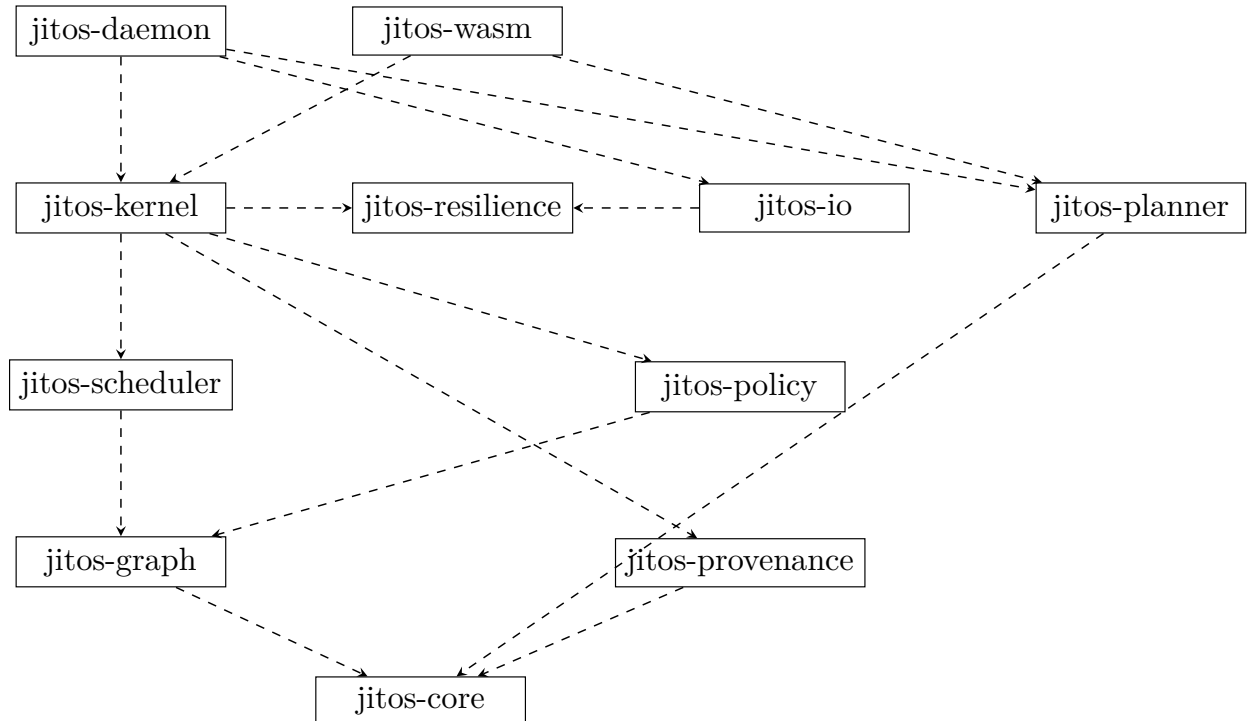 jitos-daemon
jitos-wasm
jitos-kernel
jitos-resilience
jitos-io
jitos-planner
jitos-scheduler
jitos-policy
jitos-graph
jitos-provenance
jitos-core